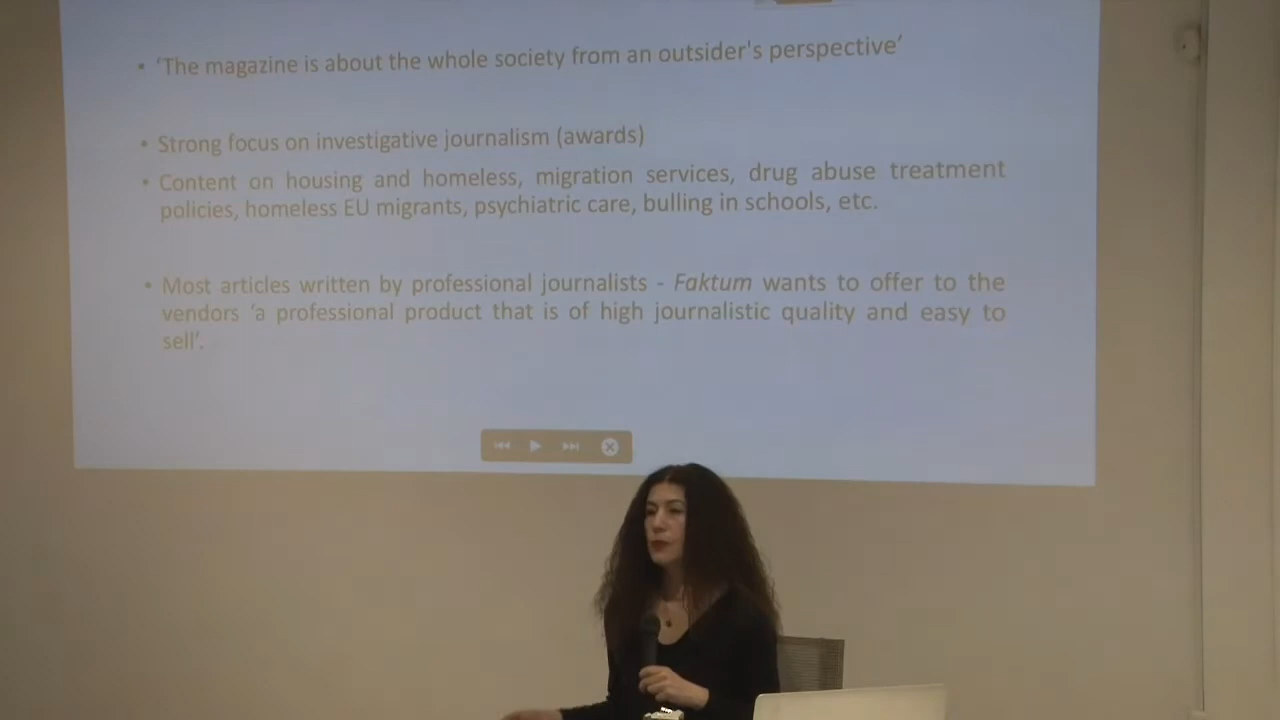 • ‘The magazine is about the whole society from an outsider's perspective’
• Strong focus on investigative journalism (awards)
• Content on housing and homeless, migration services, drug abuse treatment
policies, homeless EU migrants, psychiatric care, bulling in schools, etc.
• Most articles written by professional journalists - Faktum wants to offer to the
vendors ‘a professional product that is of high journalistic quality and easy to
sell’.